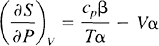 (∂S/∂P)_V = c_pβ/Tα − Vα